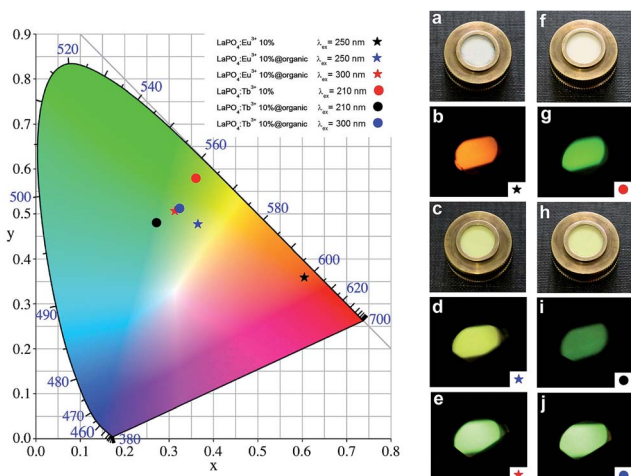 LaPO₄:Eu³⁺ 10% λex= 250 nm
LaPO₄:Eu³⁺ 10%@organic λex= 250 nm
LaPO₄:Eu³⁺ 10%@organic λex= 300 nm
LaPO₄:Tb³⁺ 10% λex= 210 nm
LaPO₄:Tb³⁺ 10%@organic λex= 210 nm
LaPO₄:Tb³⁺ 10%@organic λex= 300 nm
0.9
0.8
0.7
0.6
0.5
y
0.4
0.3
0.2
0.1
0.0
520
540
560
500
580
600
620
490
700
480
470
460
380
0.0 0.1 0.2 0.3 0.4 0.5 0.6 0.7 0.8
x
a
f
b
g
c
h
d
i
e
j